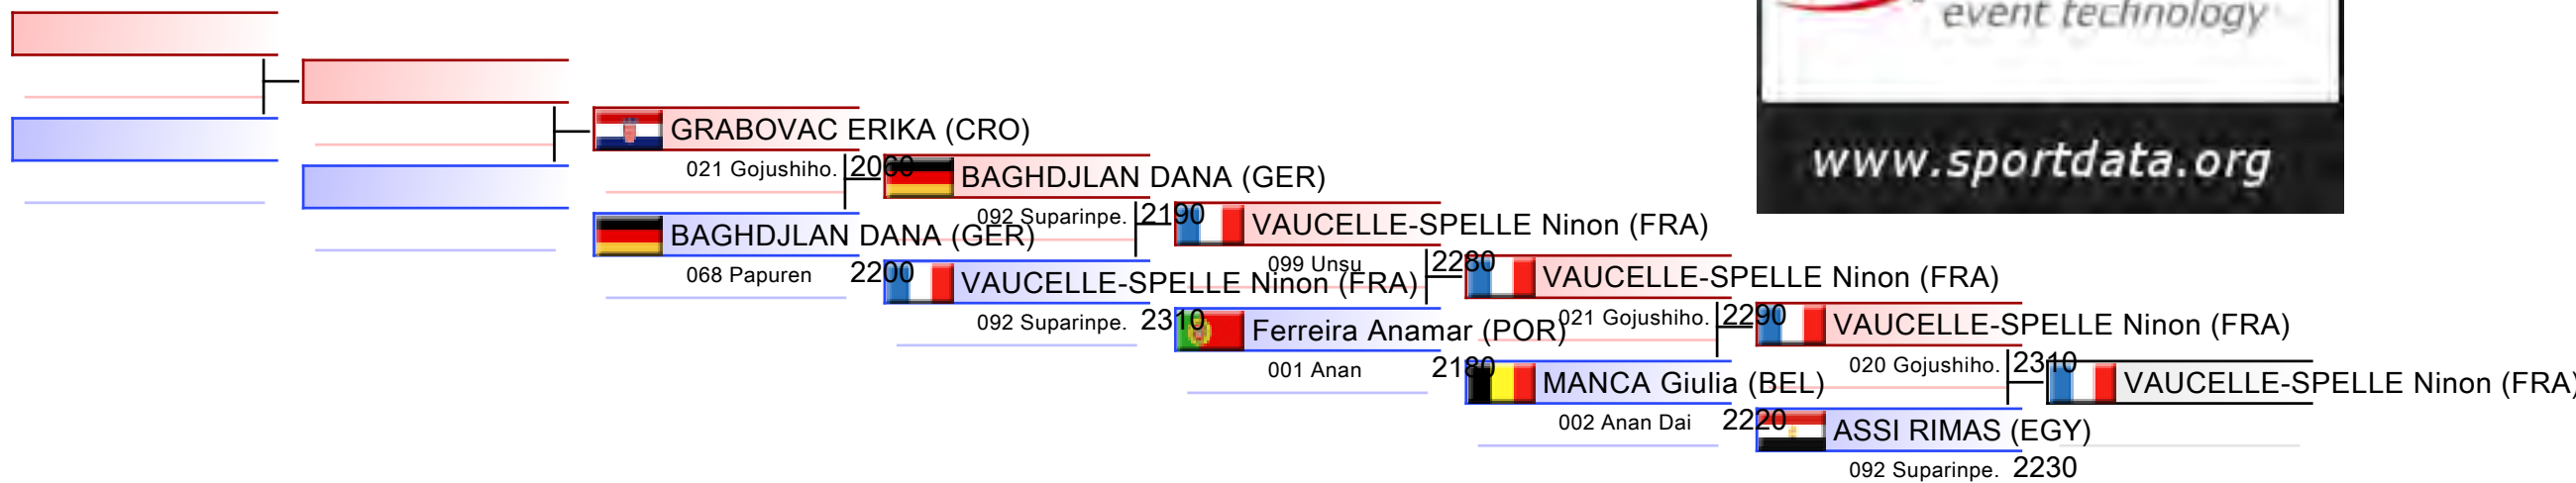 event technology
www.sportdata.org
GRABOVAC ERIKA (CRO)
021 Gojushiho. 2060
BAGHDJLAN DANA (GER)
068 Papuren 2200
BAGHDJLAN DANA (GER)
092 Suparinpe. 2190
VAUCELLE-SPELLE Ninon (FRA)
092 Suparinpe. 2310
VAUCELLE-SPELLE Ninon (FRA)
099 Unsu 2280
Ferreira Anamar (POR)
001 Anan 2180
VAUCELLE-SPELLE Ninon (FRA)
021 Gojushiho. 2290
MANCA Giulia (BEL)
002 Anan Dai 2220
VAUCELLE-SPELLE Ninon (FRA)
020 Gojushiho. 2310
ASSI RIMAS (EGY)
092 Suparinpe. 2230
VAUCELLE-SPELLE Ninon (FRA)